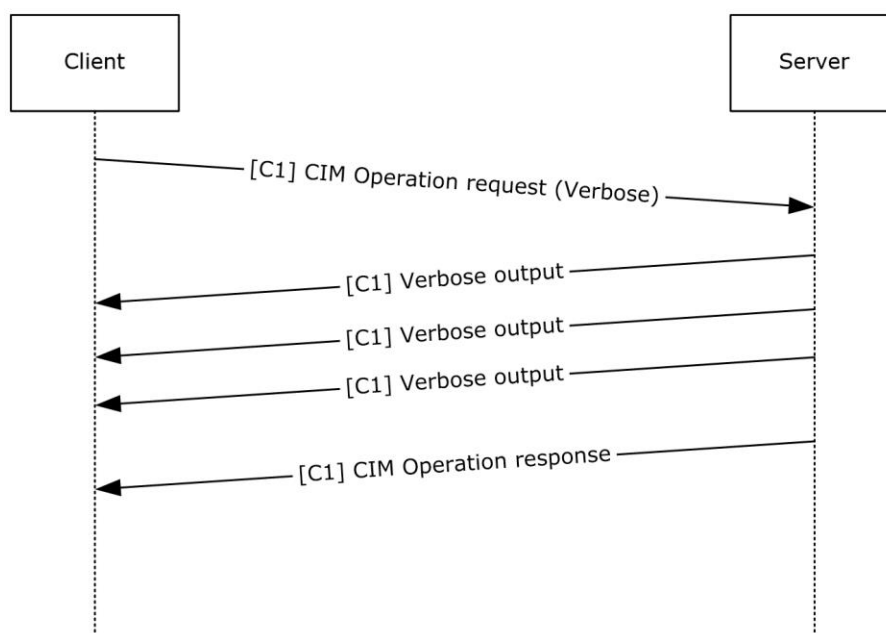 Client
Server
[C1] CIM Operation request (Verbose)
[C1] Verbose output
[C1] Verbose output
[C1] Verbose output
[C1] CIM Operation response